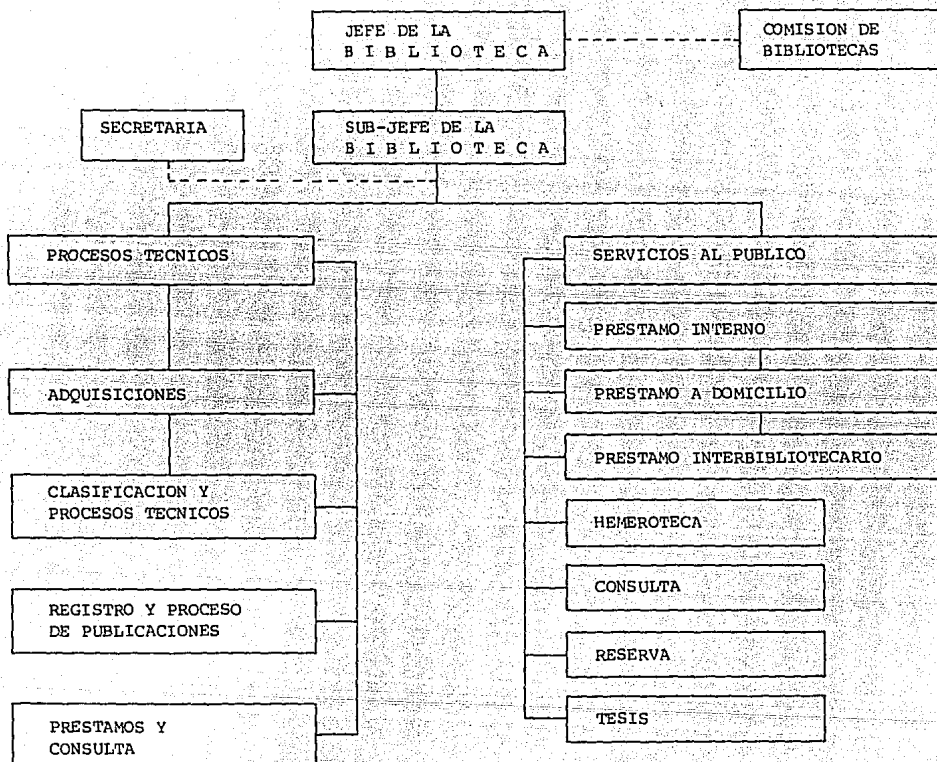 JEFE DE LA
B I B L I O T E C A
COMISION DE
BIBLIOTECAS
SECRETARIA
SUB-JEFE DE LA
B I B L I O T E C A
PROCESOS TECNICOS
ADQUISICIONES
CLASIFICACION Y
PROCESOS TECNICOS
REGISTRO Y PROCESO
DE PUBLICACIONES
PRESTAMOS Y
CONSULTA
SERVICIOS AL PUBLICO
PRESTAMO INTERNO
PRESTAMO A DOMICILIO
PRESTAMO INTERBIBLIOTECARIO
HEMEROTECA
CONSULTA
RESERVA
TESIS